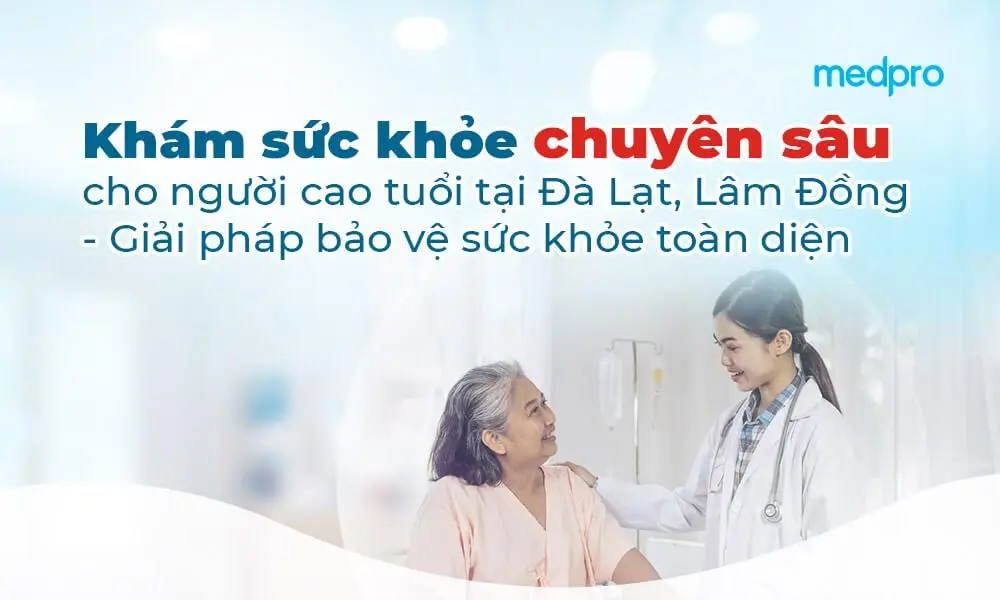 medpro
Khám sức khỏe chuyên sâu
cho người cao tuổi tại Đà Lạt, Lâm Đồng
- Giải pháp bảo vệ sức khỏe toàn diện